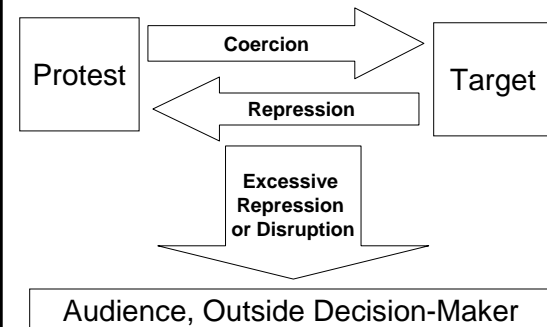 Coercion
Protest
Target
Repression
Excessive
Repression
or Disruption
Audience, Outside Decision-Maker